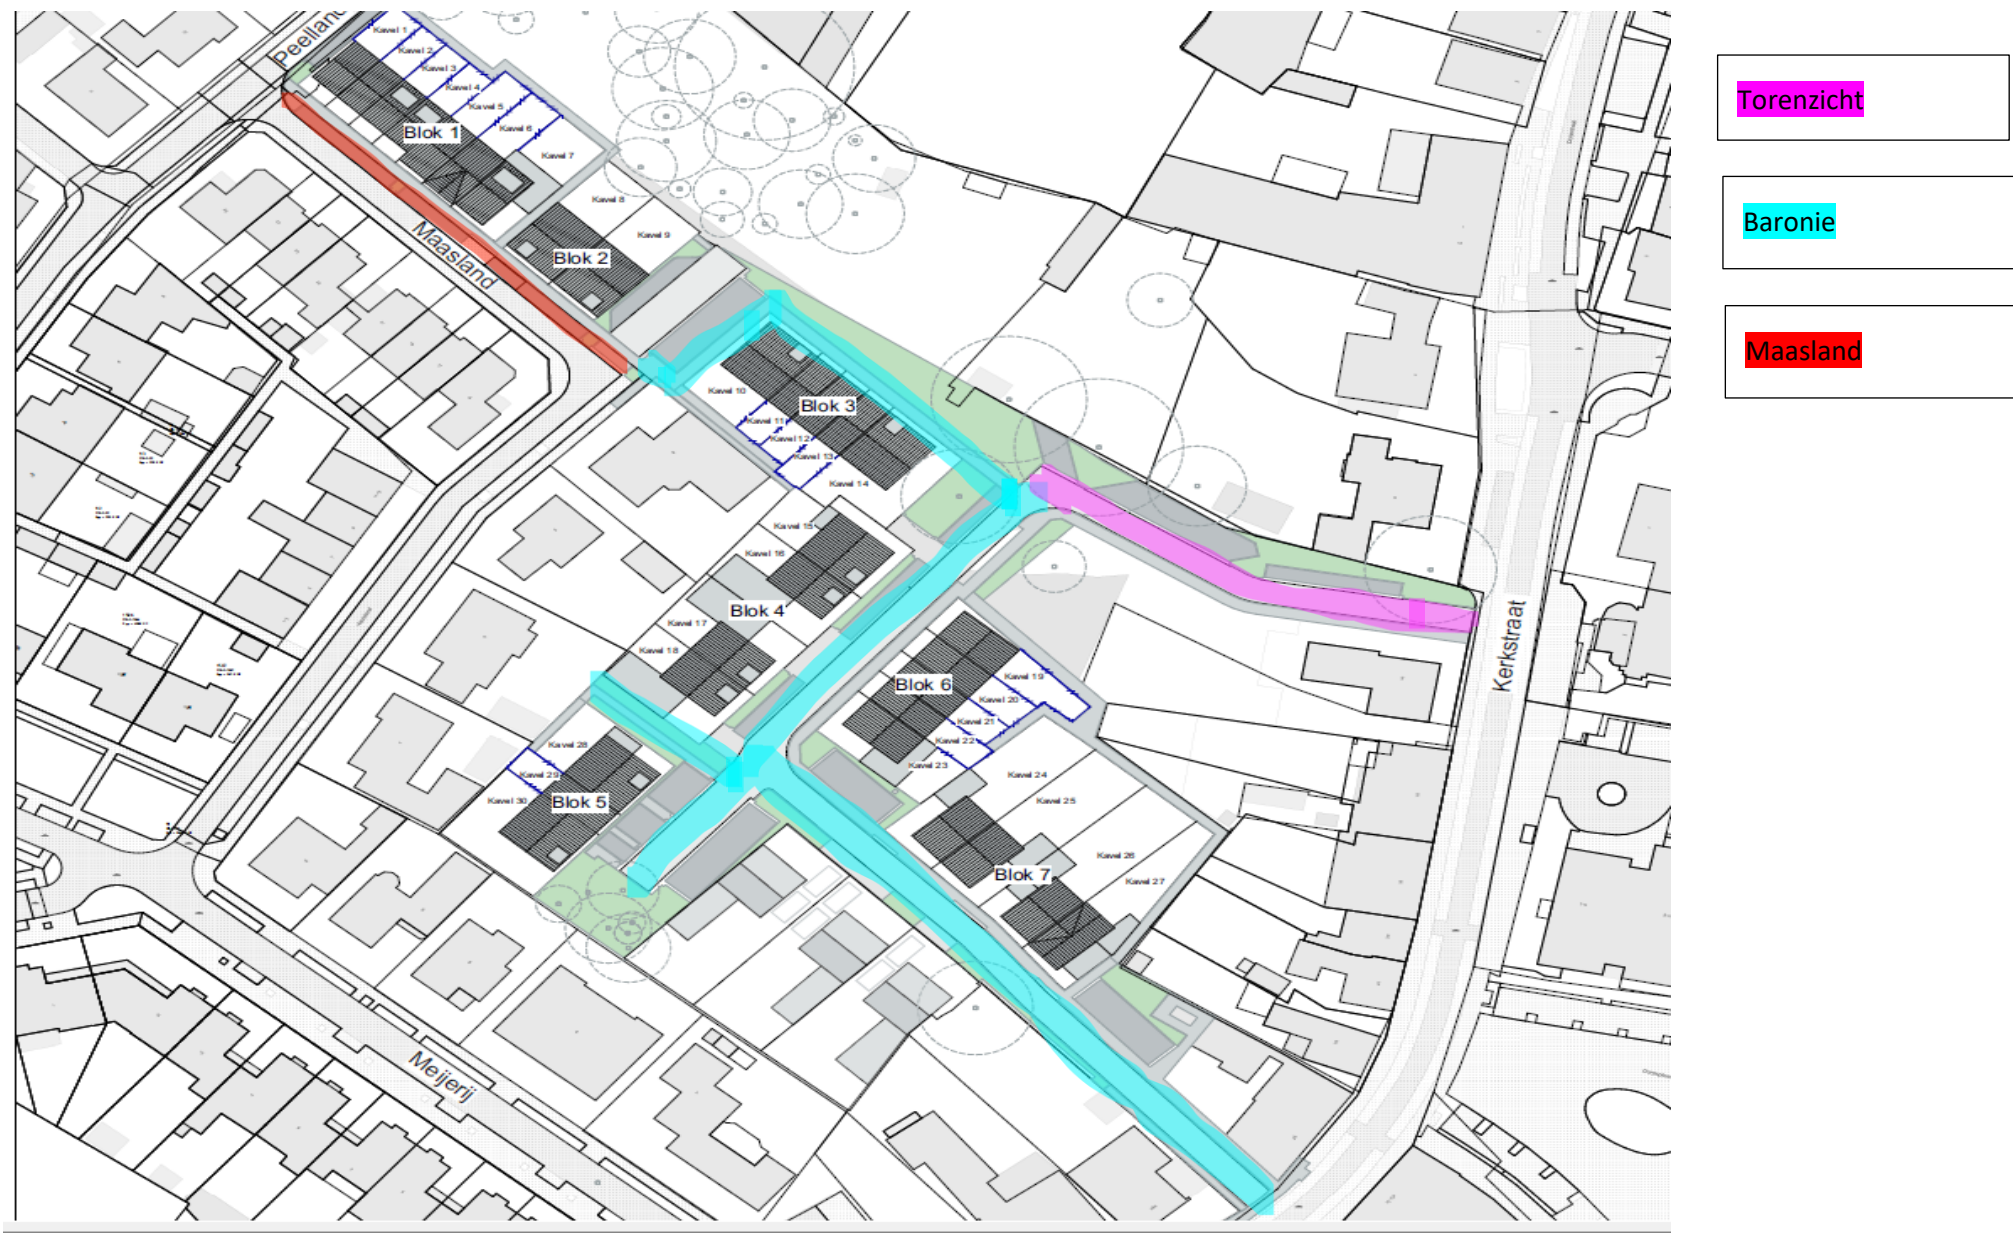 Peelland
Kavel 1
Kavel 2
Kavel 3
Kavel 4
Kavel 5
Kavel 6
Kavel 7
Blok 1
Kavel 8
Kavel 9
Blok 2
Maasland
Kavel 10
Kavel 11
Kavel 12
Kavel 13
Kavel 14
Blok 3
Kavel 15
Kavel 16
Blok 4
Kavel 17
Kavel 18
Kavel 19
Kavel 20
Kavel 21
Kavel 22
Kavel 23
Blok 6
Kavel 24
Kavel 25
Kavel 26
Kavel 27
Blok 7
Kavel 28
Kavel 29
Kavel 30
Blok 5
Kerkstraat
Meijerij
Torenzicht
Baronie
Maasland